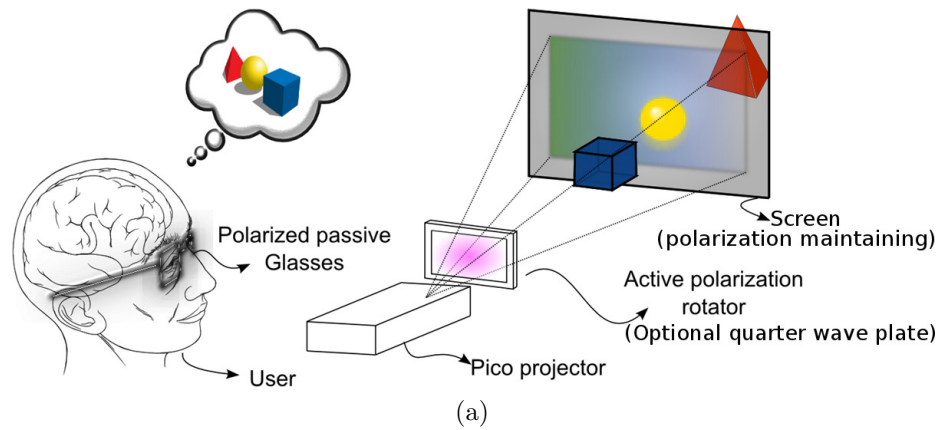 Screen
(polarization maintaining)
Polarized passive
Glasses
Active polarization
rotator
(Optional quarter wave plate)
Pico projector
User
(a)